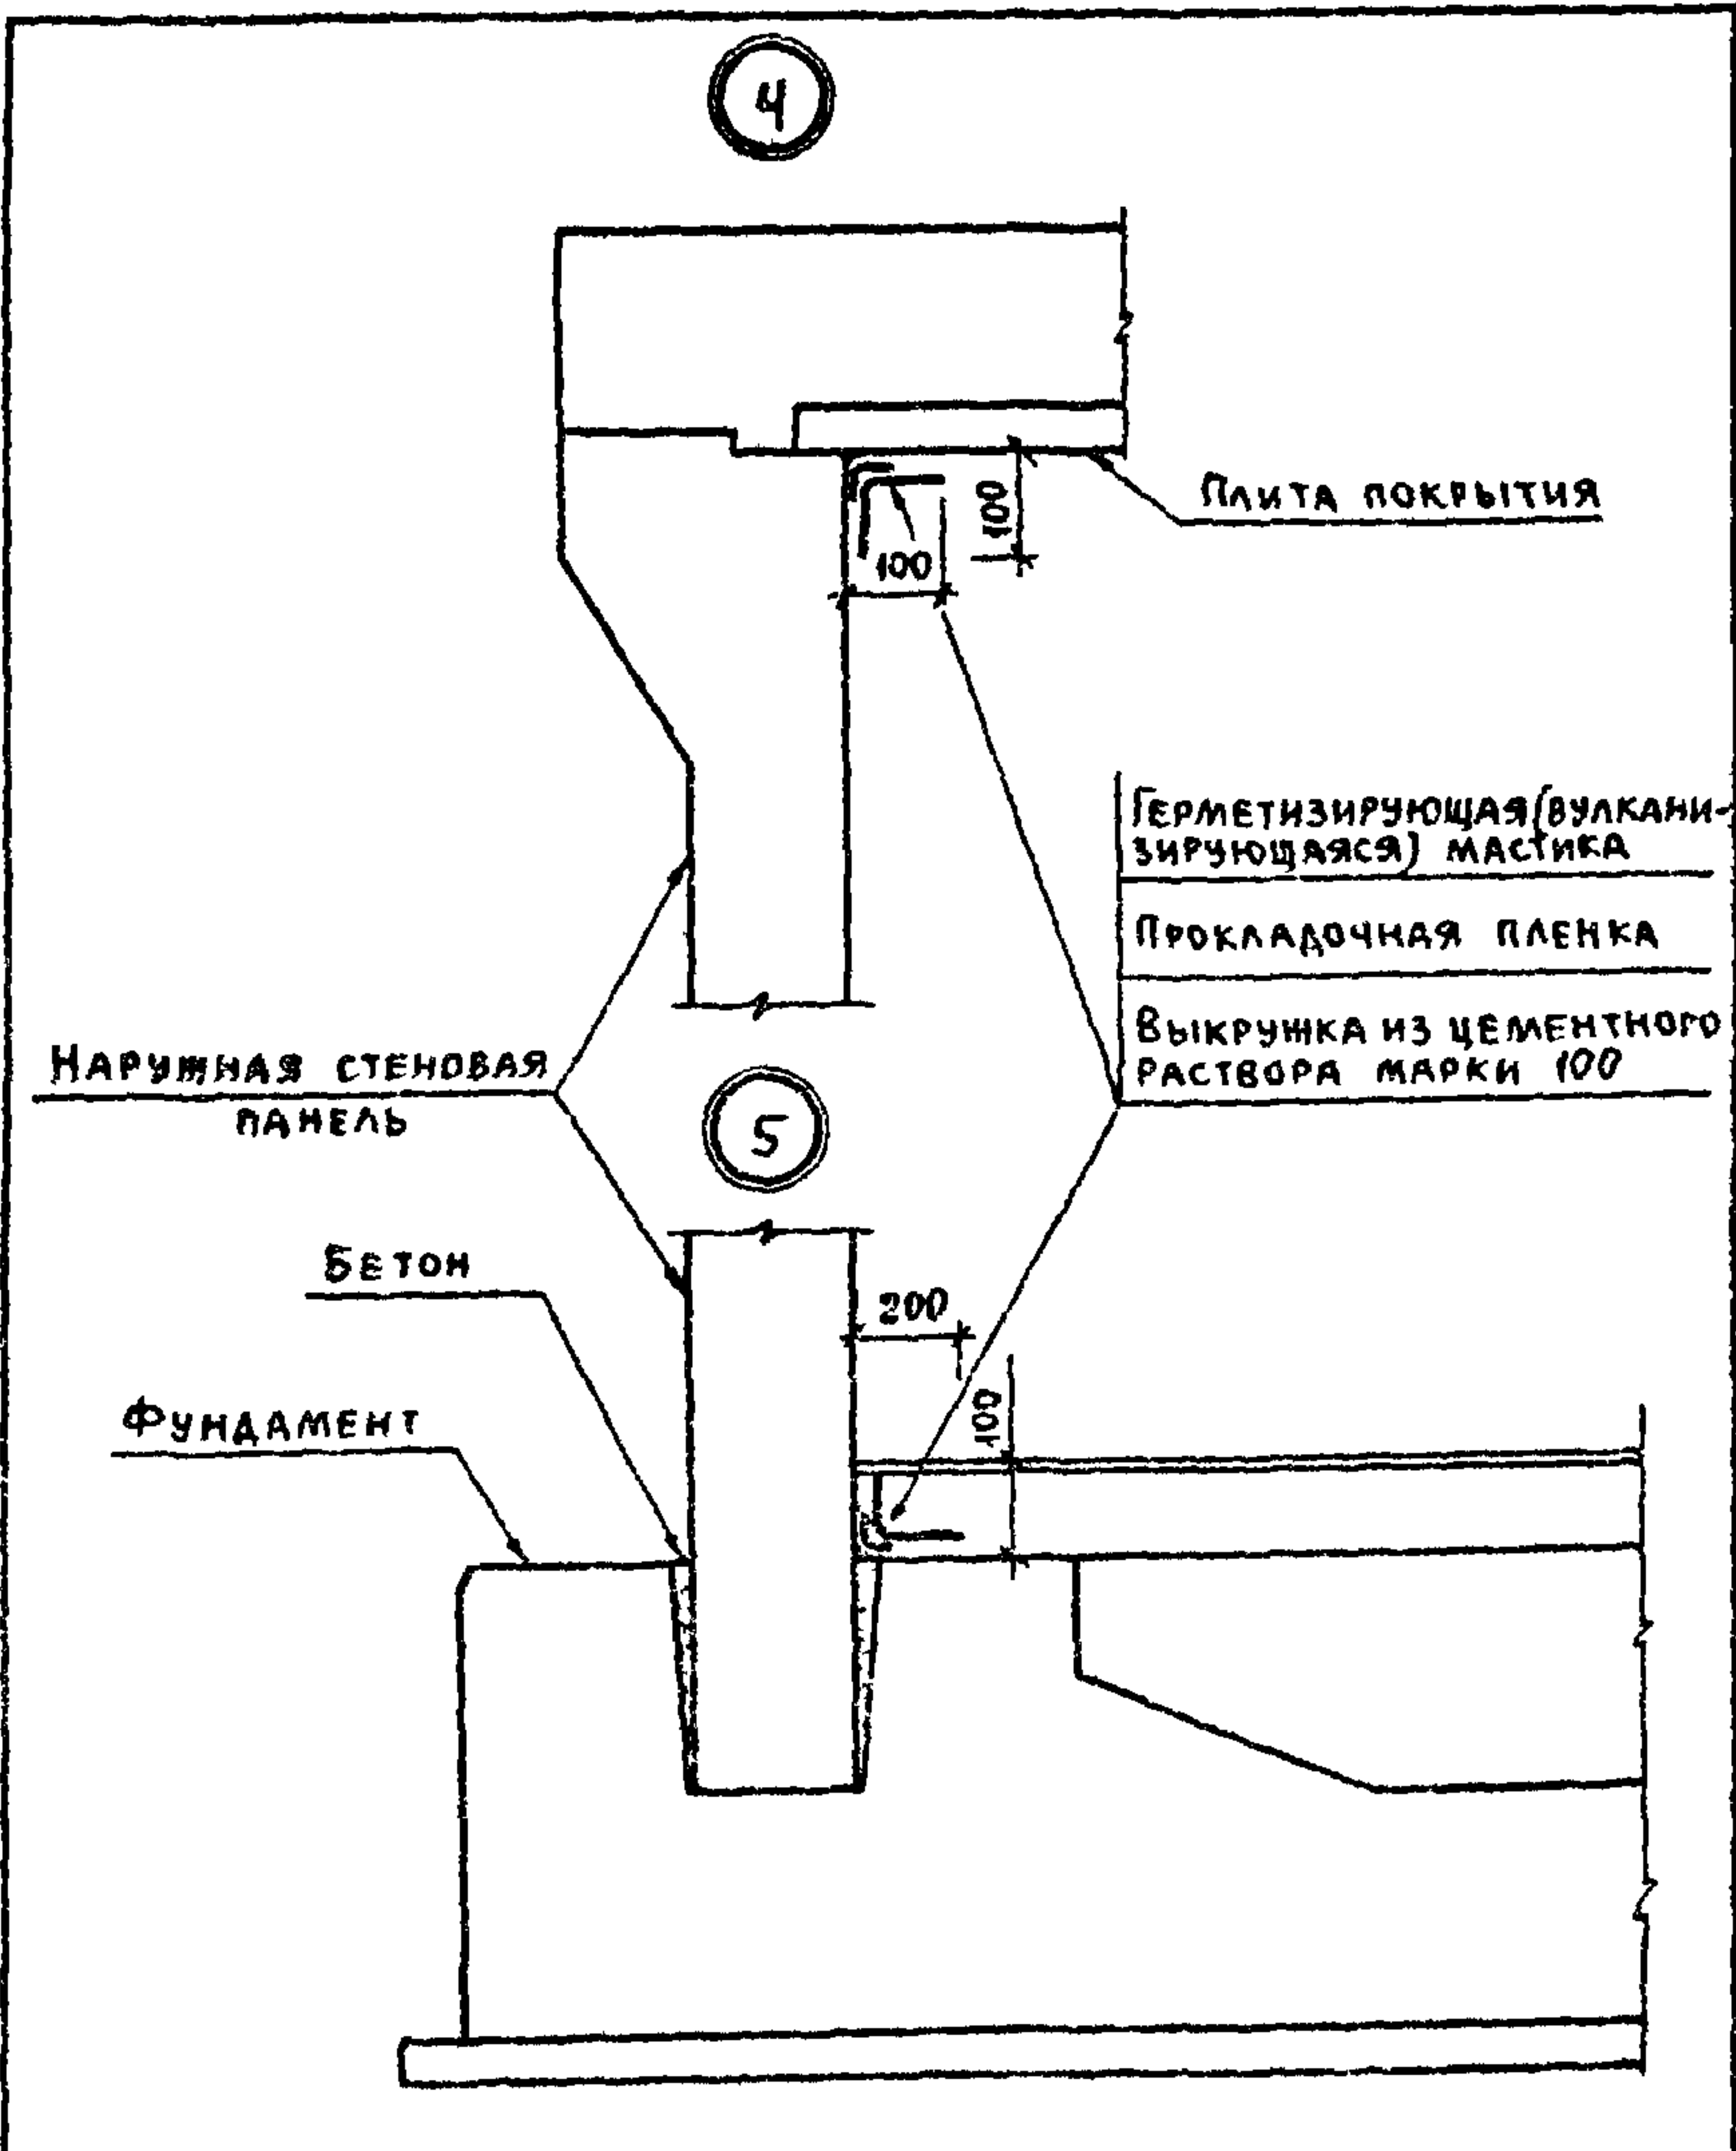 4
Плита покрытия
100
100
Герметизирующая (вулкани-
зирующаяся) мастика
Прокладочная пленка
Выкружка из цементного
раствора марки 100
Наружная стеновая
панель
5
Бетон
200
100
Фундамент